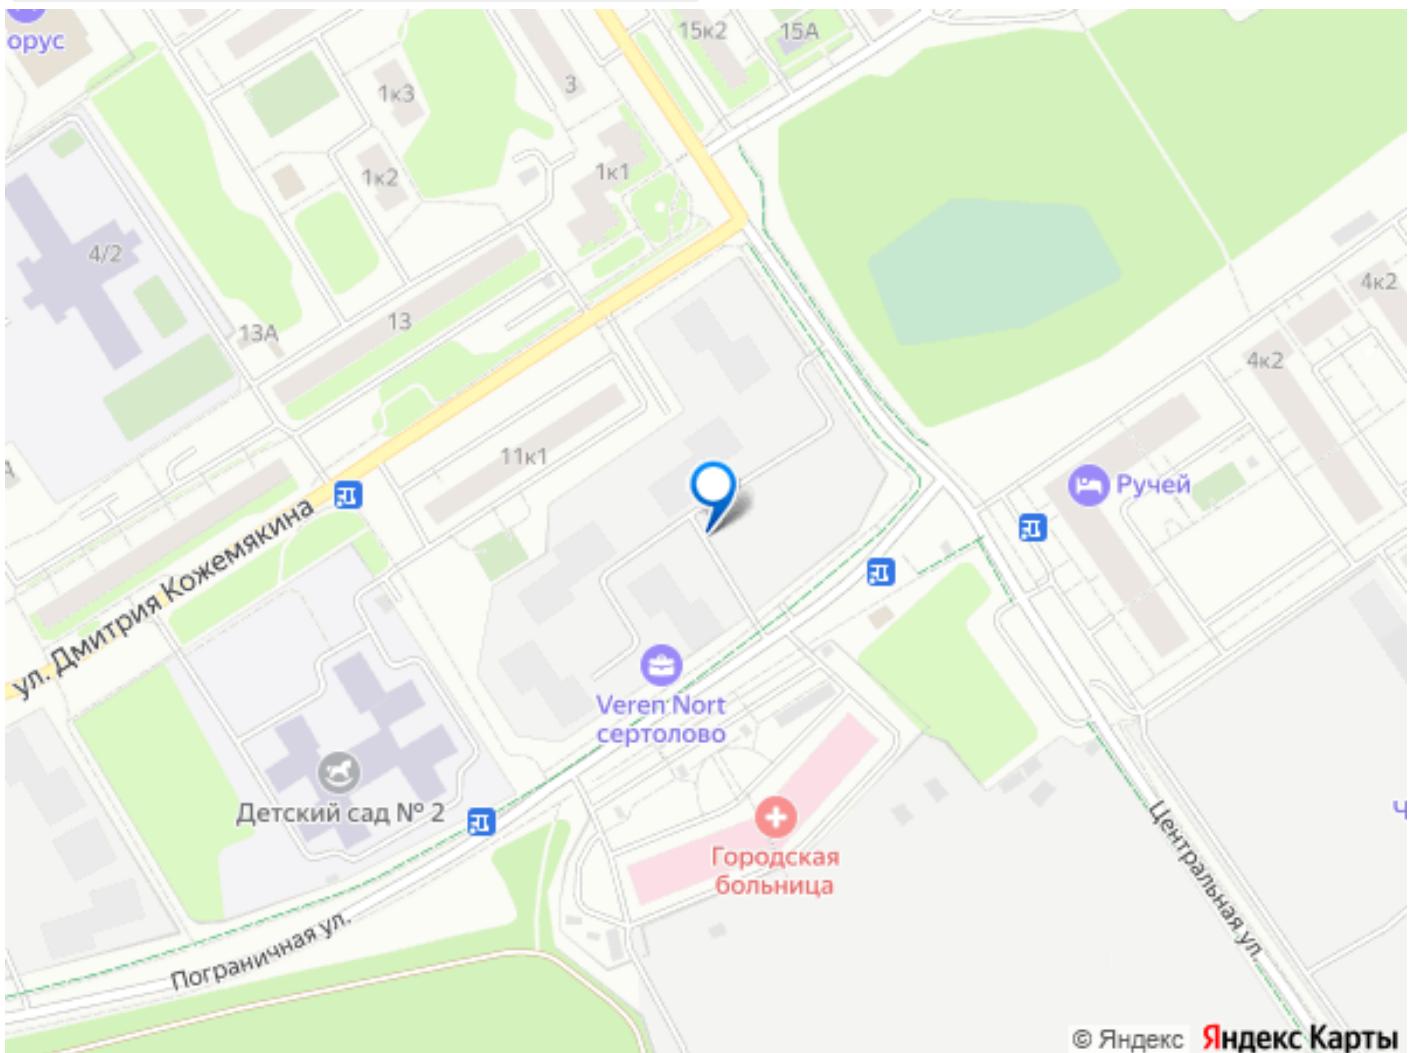 орус
15к2
15А
3
1к3
1к2
1к1
4/2
13
13А
4к2
4к2
11к1
Ручей
ул. Дмитрия Кожемякина
Veren Nort
сертолово
Детский сад № 2
Городская
больница
Центральная ул.
Пограничная ул.
© Яндекс Яндекс Карты